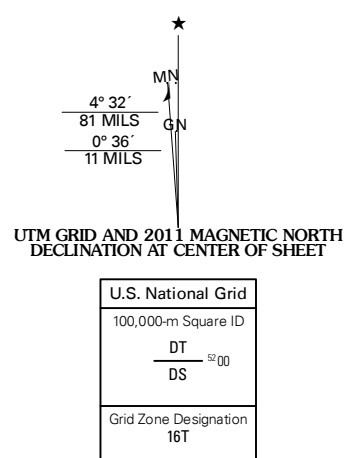 ★
MN
4° 32´
81 MILS
GN
0° 36´
11 MILS
UTM GRID AND 2011 MAGNETIC NORTH
DECLINATION AT CENTER OF SHEET
U.S. National Grid
100,000-m Square ID
DT
5200
DS
Grid Zone Designation
16T